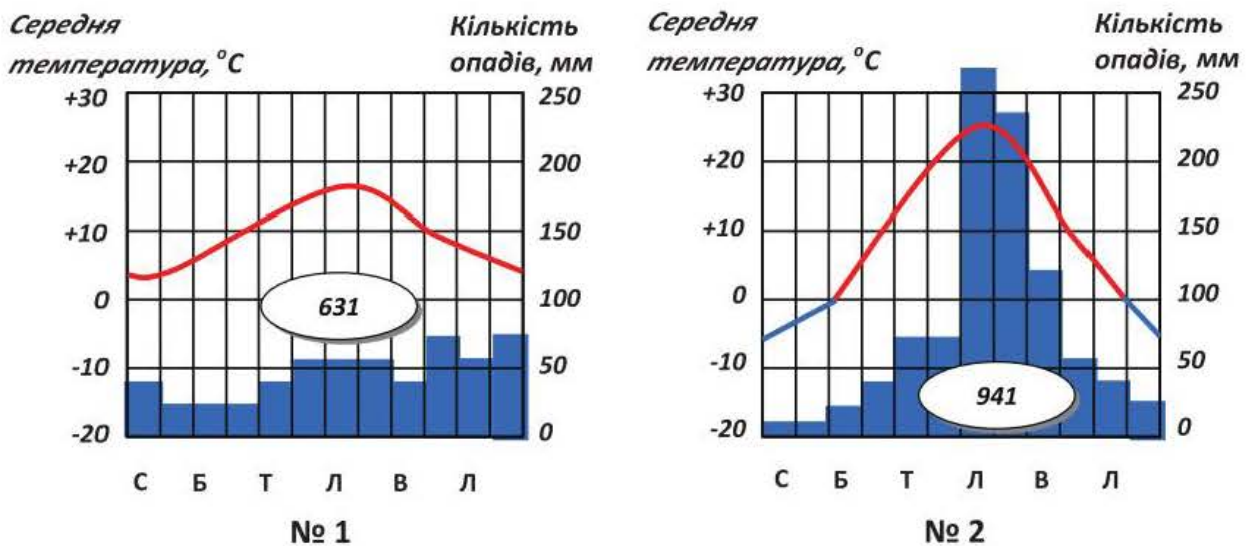 Середня
температура, °С
Кількість
опадів, мм
+30
+20
+10
0
-10
-20
250
200
150
100
50
0
631
С Б Т Л В Л
№ 1
Середня
температура, °С
Кількість
опадів, мм
+30
+20
+10
0
-10
-20
250
200
150
100
50
0
941
С Б Т Л В Л
№ 2